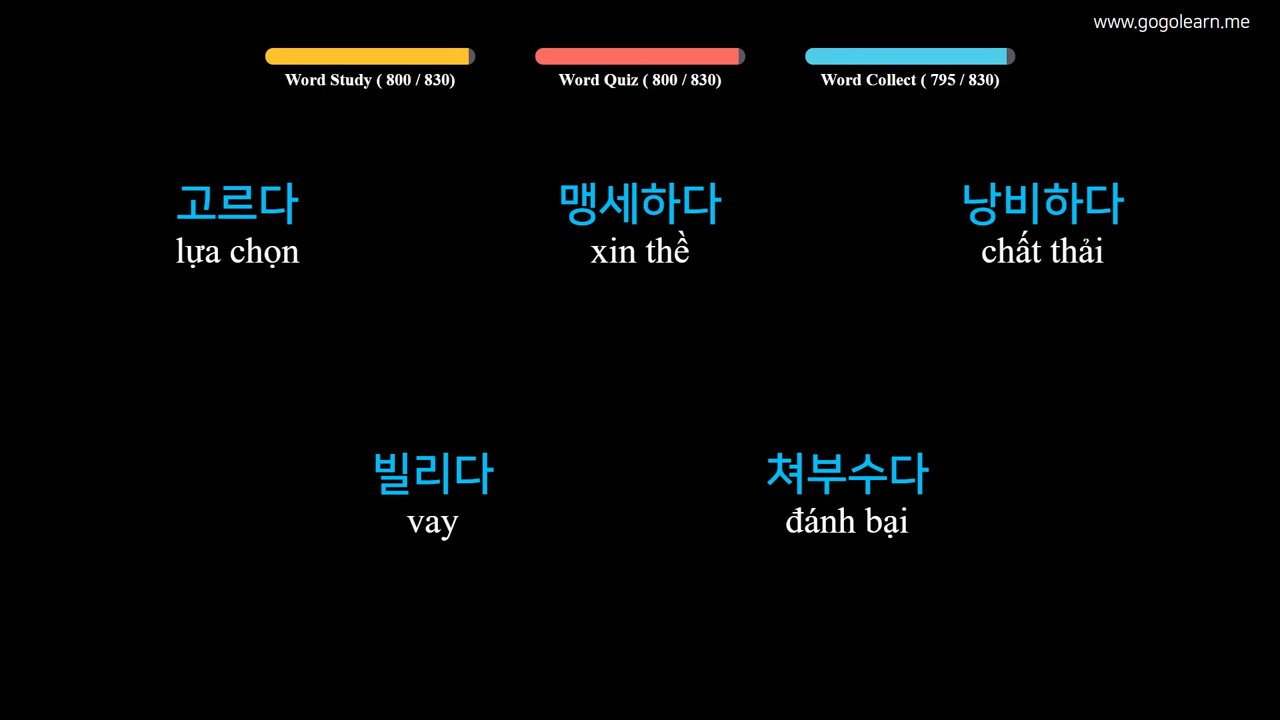 www.gogolearn.me
Word Study ( 800 / 830)
Word Quiz ( 800 / 830)
Word Collect ( 795 / 830)
고르다
lựa chọn
맹세하다
xin thề
낭비하다
chất thải
빌리다
vay
쳐부수다
đánh bại